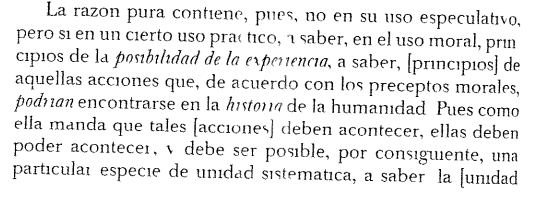 La razon pura contiene, pues, no en su uso especulativo,
pero si en un cierto uso practico, a saber, en el uso moral, prin
cipios de la posibilidad de la experiencia, a saber, [principios] de
aquellas acciones que, de acuerdo con los preceptos morales,
podrian encontrarse en la historia de la humanidad Pues como
ella manda que tales [acciones] deben acontecer, ellas deben
poder acontecer, y debe ser posible, por consiguiente, una
particular especie de unidad sistematica, a saber la [unidad